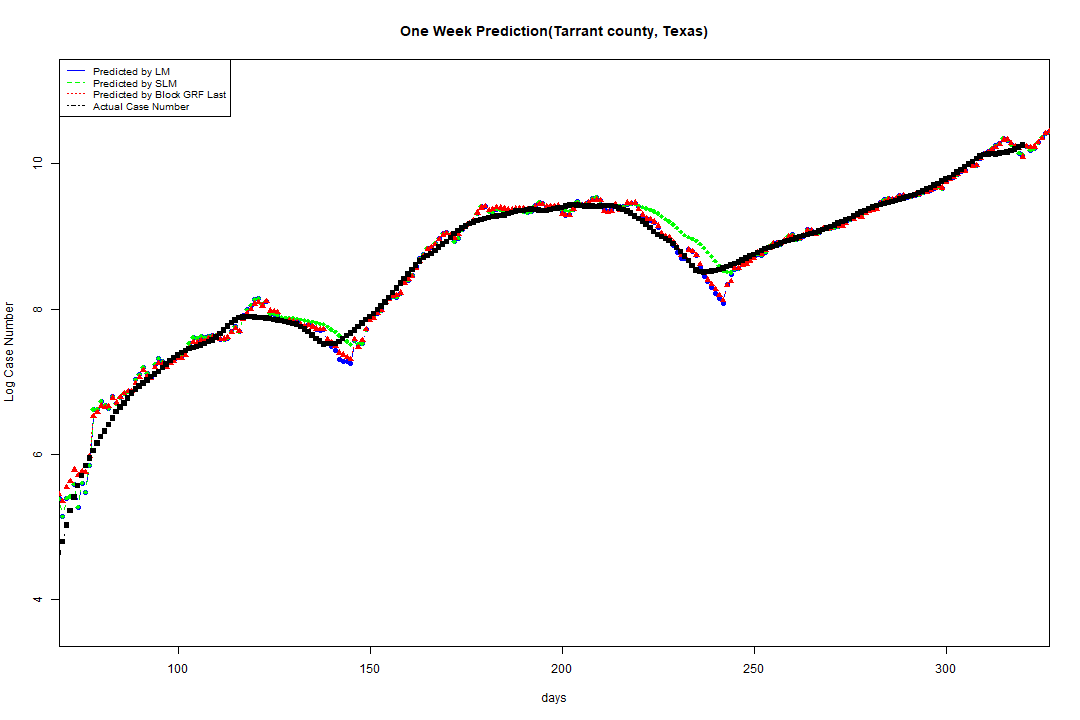 One Week Prediction(Tarrant county, Texas)
Predicted by LM
Predicted by SLM
Predicted by Block GRF Last
Actual Case Number
10
8
6
4
Log Case Number
100 150 200 250 300
days